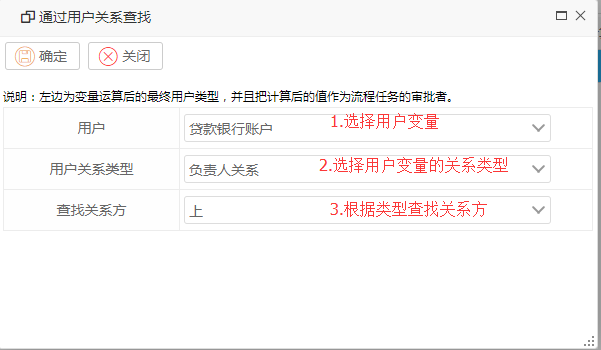 通过用户关系查找
确定 关闭
说明：左边为变量运算后的最终用户类型，并且把计算后的值作为流程任务的审批者。
用户 贷款银行账户 1.选择用户变量
用户关系类型 负责人关系 2.选择用户变量的关系类型
查找关系方 上 3.根据类型查找关系方